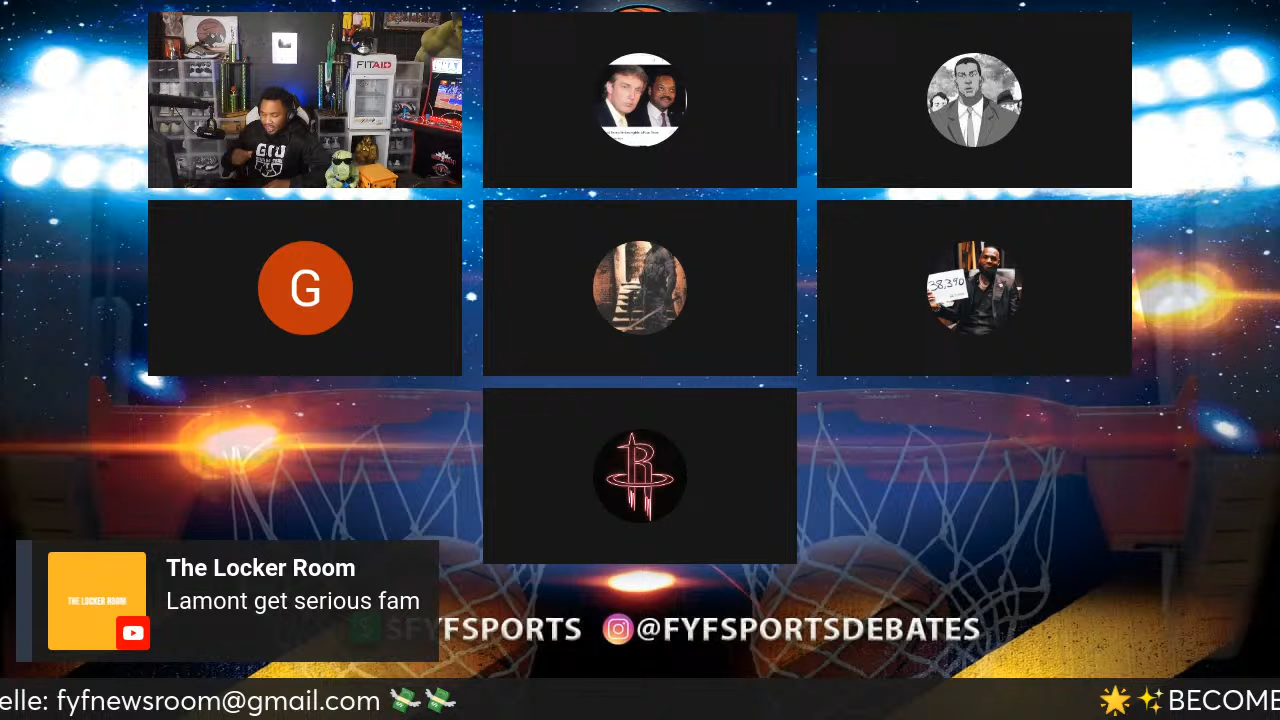 FITAID
G
38,390
R
The Locker Room
Lamont get serious fam
THE LOCKER ROOM
SFYFSPORTS
@FYFSPORTSDEBATES
elle: fyfnewsroom@gmail.com 💸💸
🌟✨BECOME